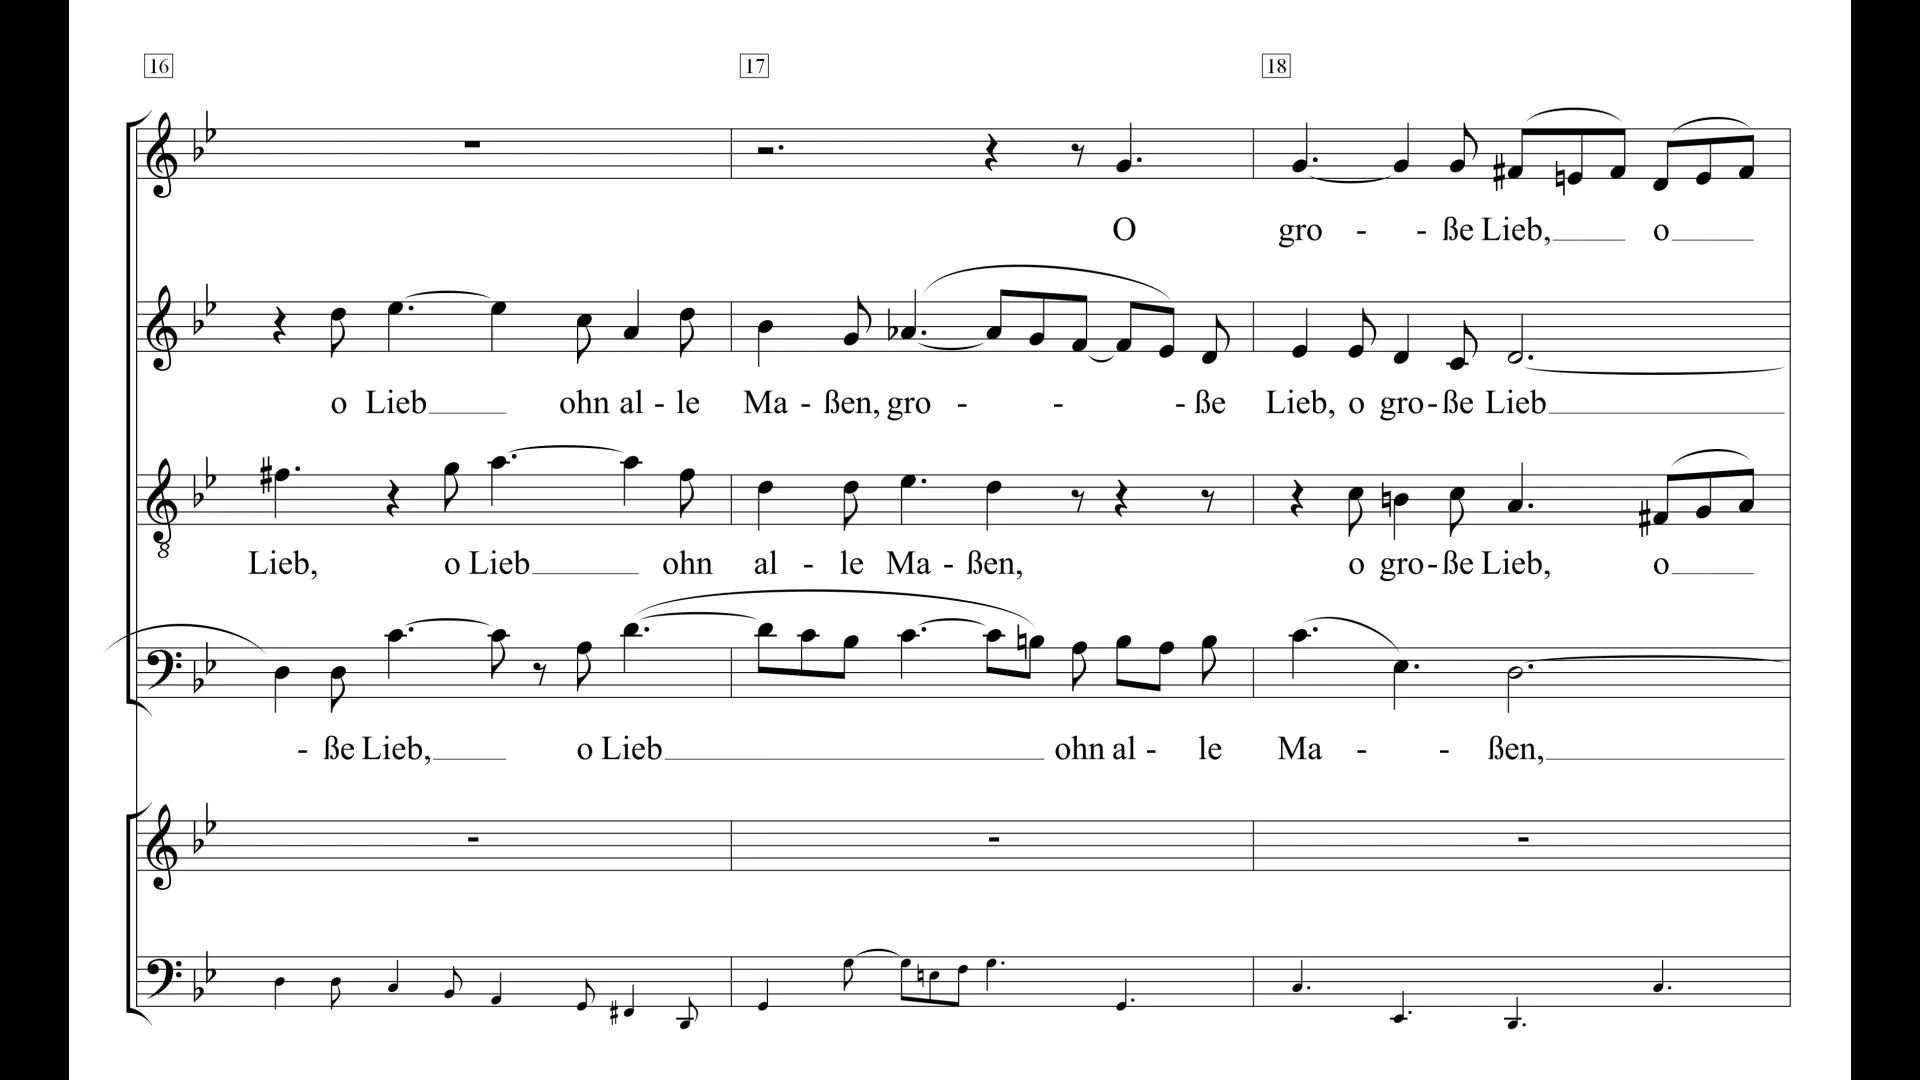 16 17 18
O gro - - ße Lieb, o
o Lieb ohn al - le Ma - ßen, gro - - - ße Lieb, o gro - ße Lieb
8
Lieb, o Lieb ohn al - le Ma - ßen, o gro - ße Lieb, o
- ße Lieb, o Lieb ohn al - le Ma - - ßen,